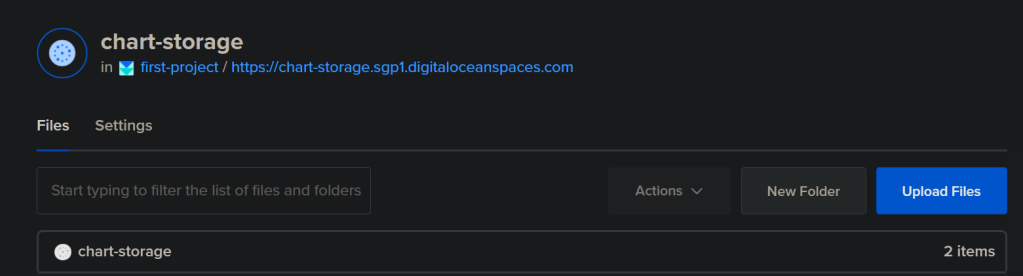 chart-storage
in first-project / https://chart-storage.sgp1.digitaloceanspaces.com
Files Settings
Start typing to filter the list of files and folders Actions New Folder Upload Files
chart-storage 2 items